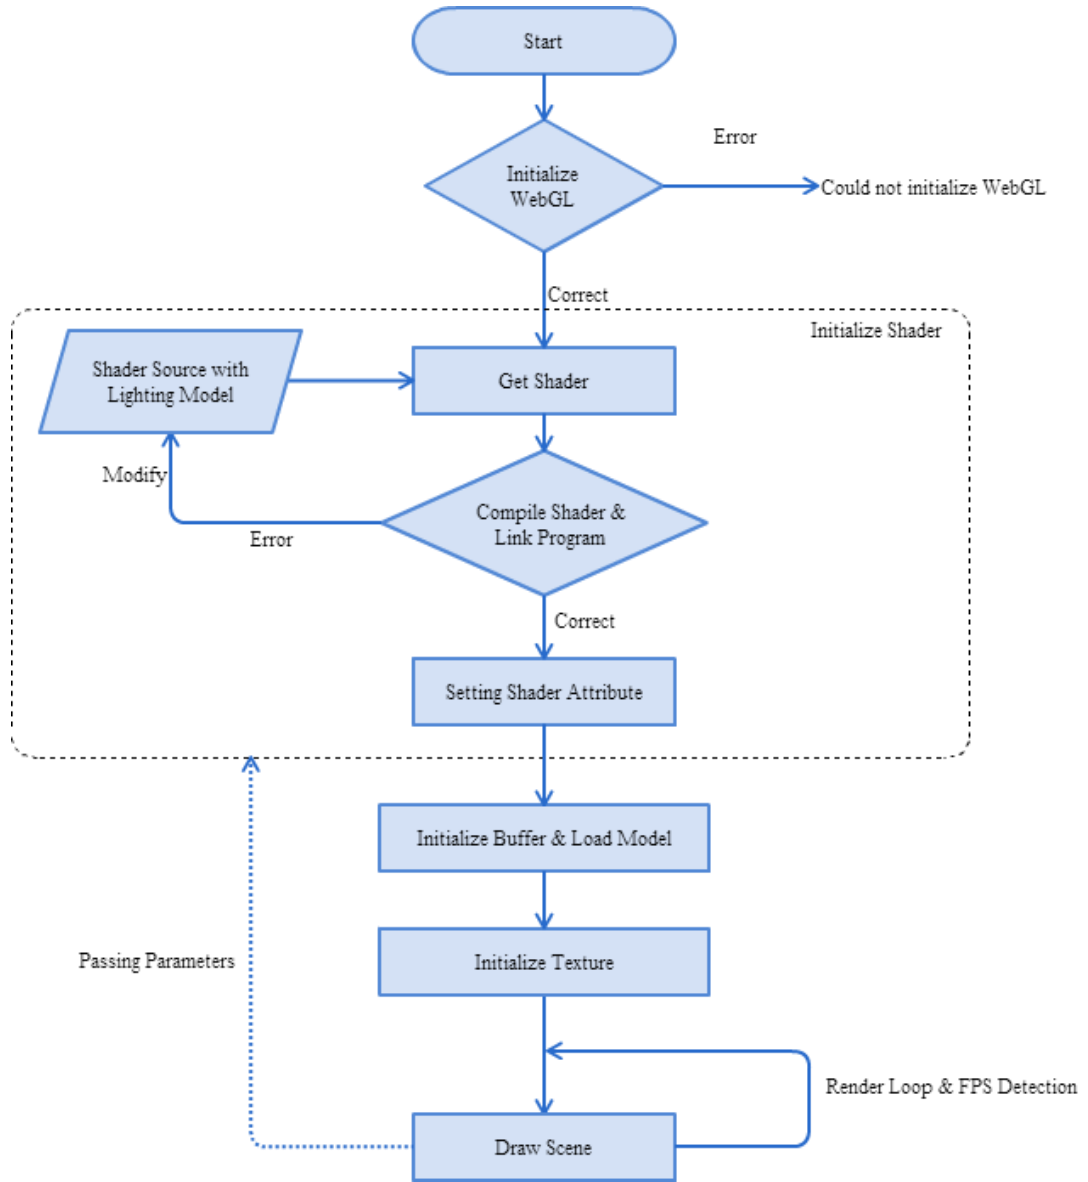 Start
Error
Initialize
WebGL
Could not initialize WebGL
Correct
Initialize Shader
Shader Source with
Lighting Model
Get Shader
Modify
Compile Shader &
Link Program
Error
Correct
Setting Shader Attribute
Initialize Buffer & Load Model
Passing Parameters
Initialize Texture
Render Loop & FPS Detection
Draw Scene